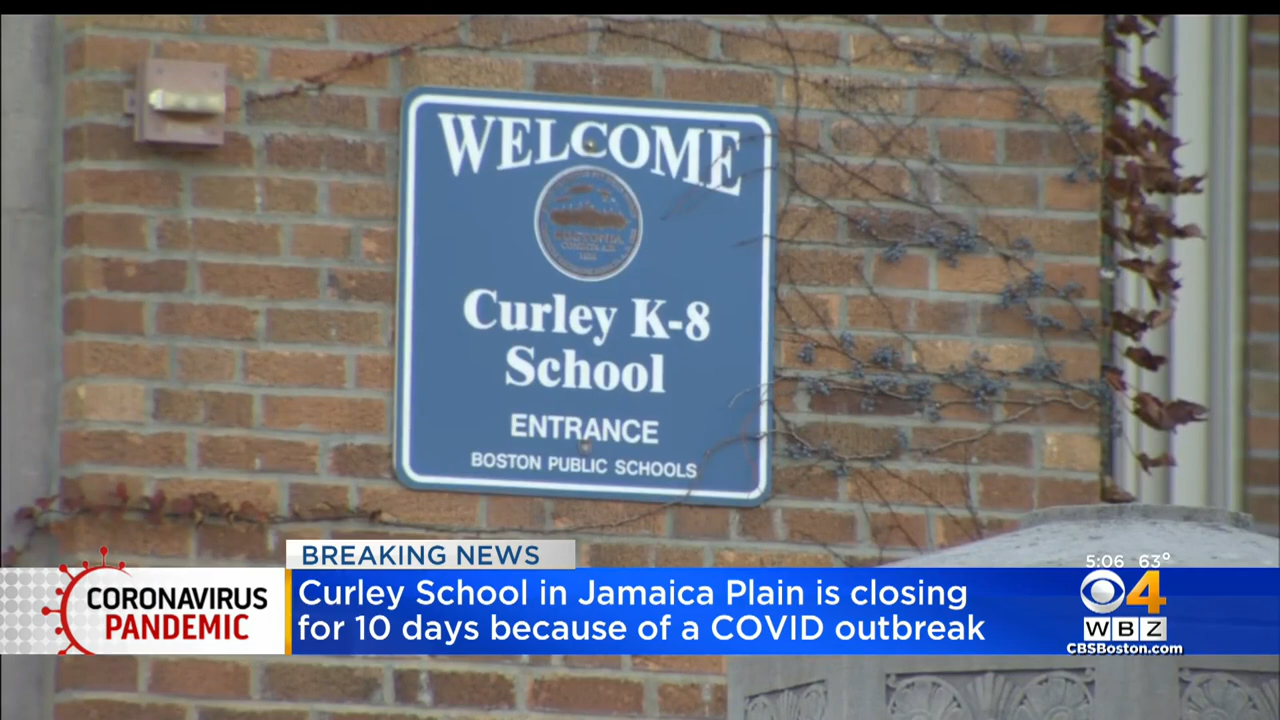 WELCOME
BOSTONIA
Curley K-8
School
ENTRANCE
BOSTON PUBLIC SCHOOLS
BREAKING NEWS
CORONAVIRUS
PANDEMIC
Curley School in Jamaica Plain is closing
for 10 days because of a COVID outbreak
5:06 63°
4
WBZ
CBSBoston.com